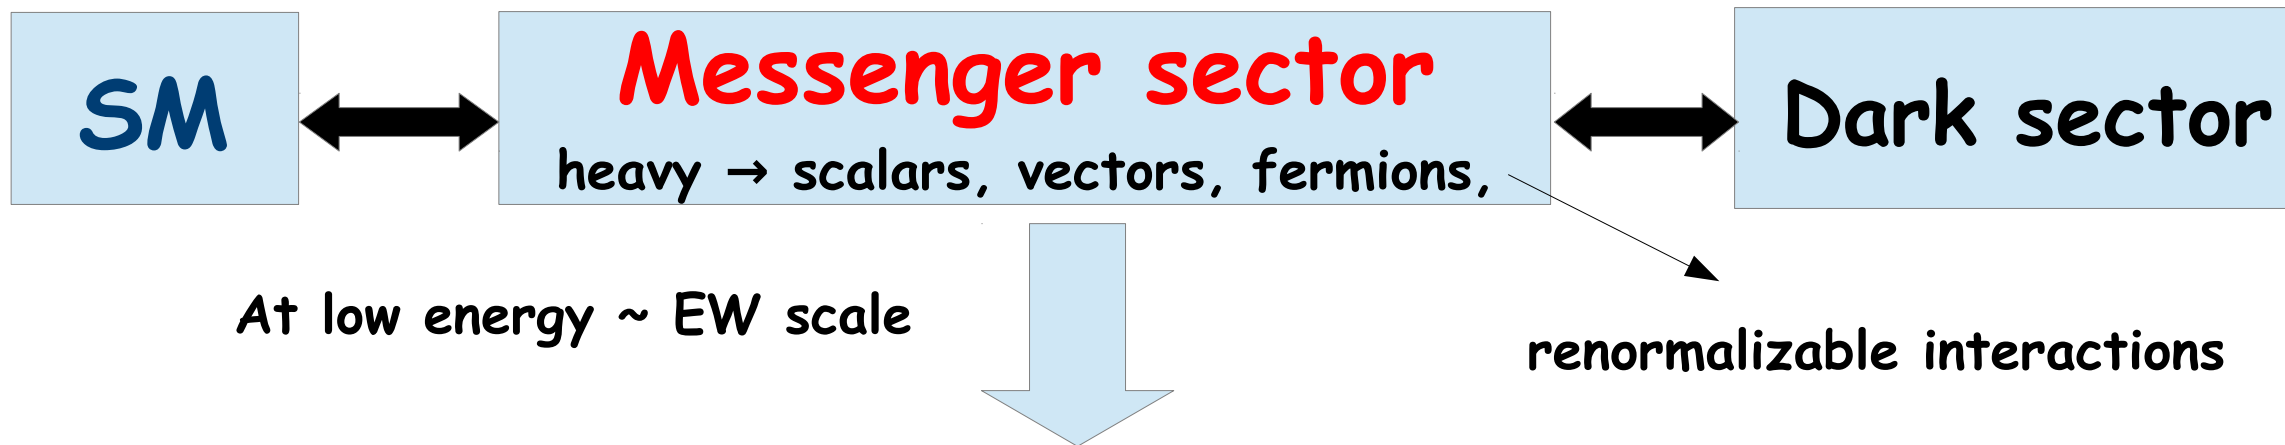 SM
Messenger sector
heavy → scalars, vectors, fermions,
Dark sector
At low energy ~ EW scale
renormalizable interactions